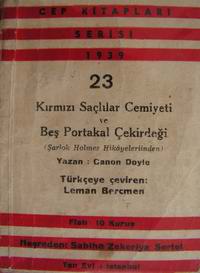 CEP KİTAPLARI
SERİSİ
1939
23
Kırmızı Saçlılar Cemiyeti
ve
Beş Portakal Çekirdeği
(Şarlok Holmes Hikâyelerinden)
Yazan : Canon Doyle
Türkçeye çeviren:
Leman Bercmen
Fiatı 10 Kuruş
Neşreden: Sabiha Zekeriya Sertel
Tan Evi - İstanbul